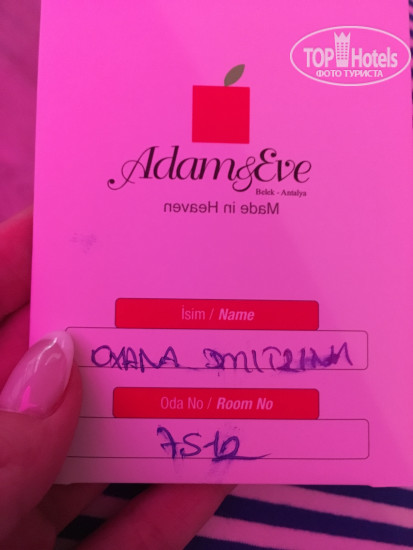 TOP Hotels
ФОТО ТУРИСТА
Adam&Eve
Belek - Antalya
Made in Heaven
İsim / Name
OXANA
Oda No / Room No
7512